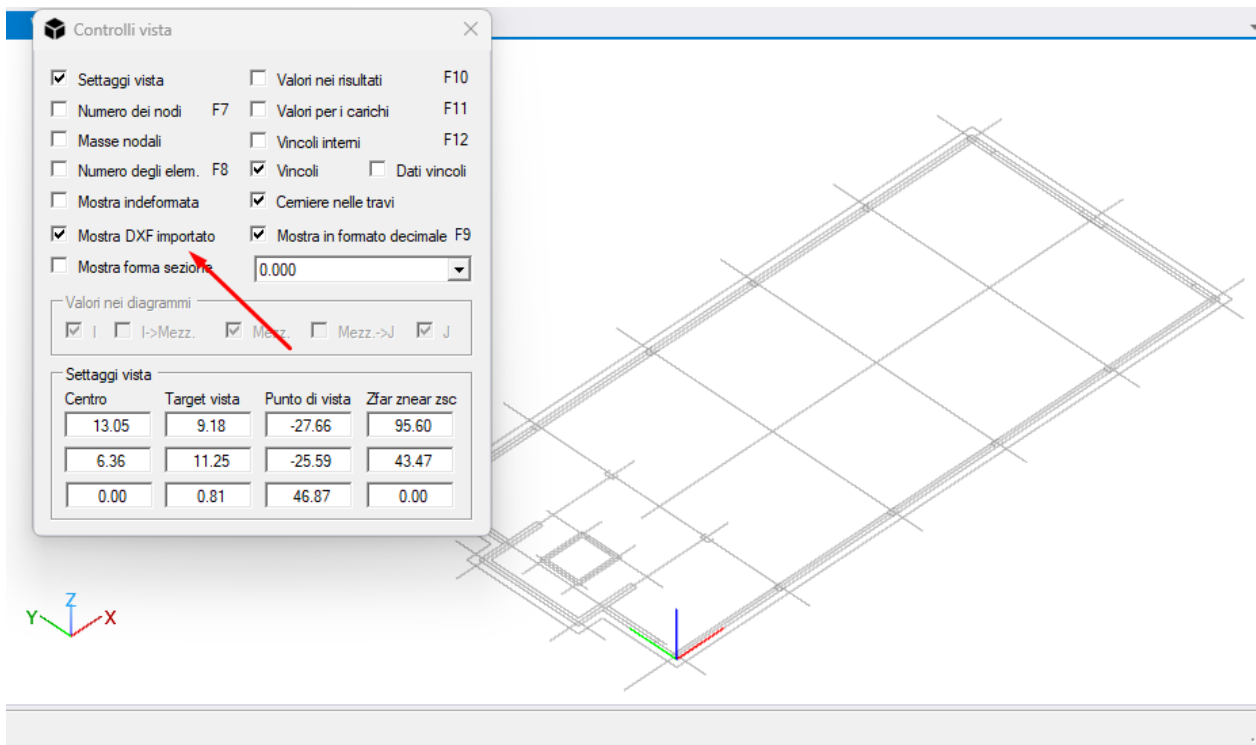 Controlli vista
Settaggi vista
Valori nei risultati F10
Numero dei nodi F7
Valori per i carichi F11
Masse nodali
Vincoli interni F12
Numero degli elem. F8
Vincoli
Dati vincoli
Mostra indeformata
Cerniere nelle travi
Mostra DXF importato
Mostra in formato decimale F9
Mostra forma sezione
0.000
Valori nei diagrammi
I I->Mezz. Mezz. Mezz.->J J
Settaggi vista
Centro Target vista Punto di vista Zfar znear zsc
13.05 9.18 -27.66 95.60
6.36 11.25 -25.59 43.47
0.00 0.81 46.87 0.00
Z
Y X